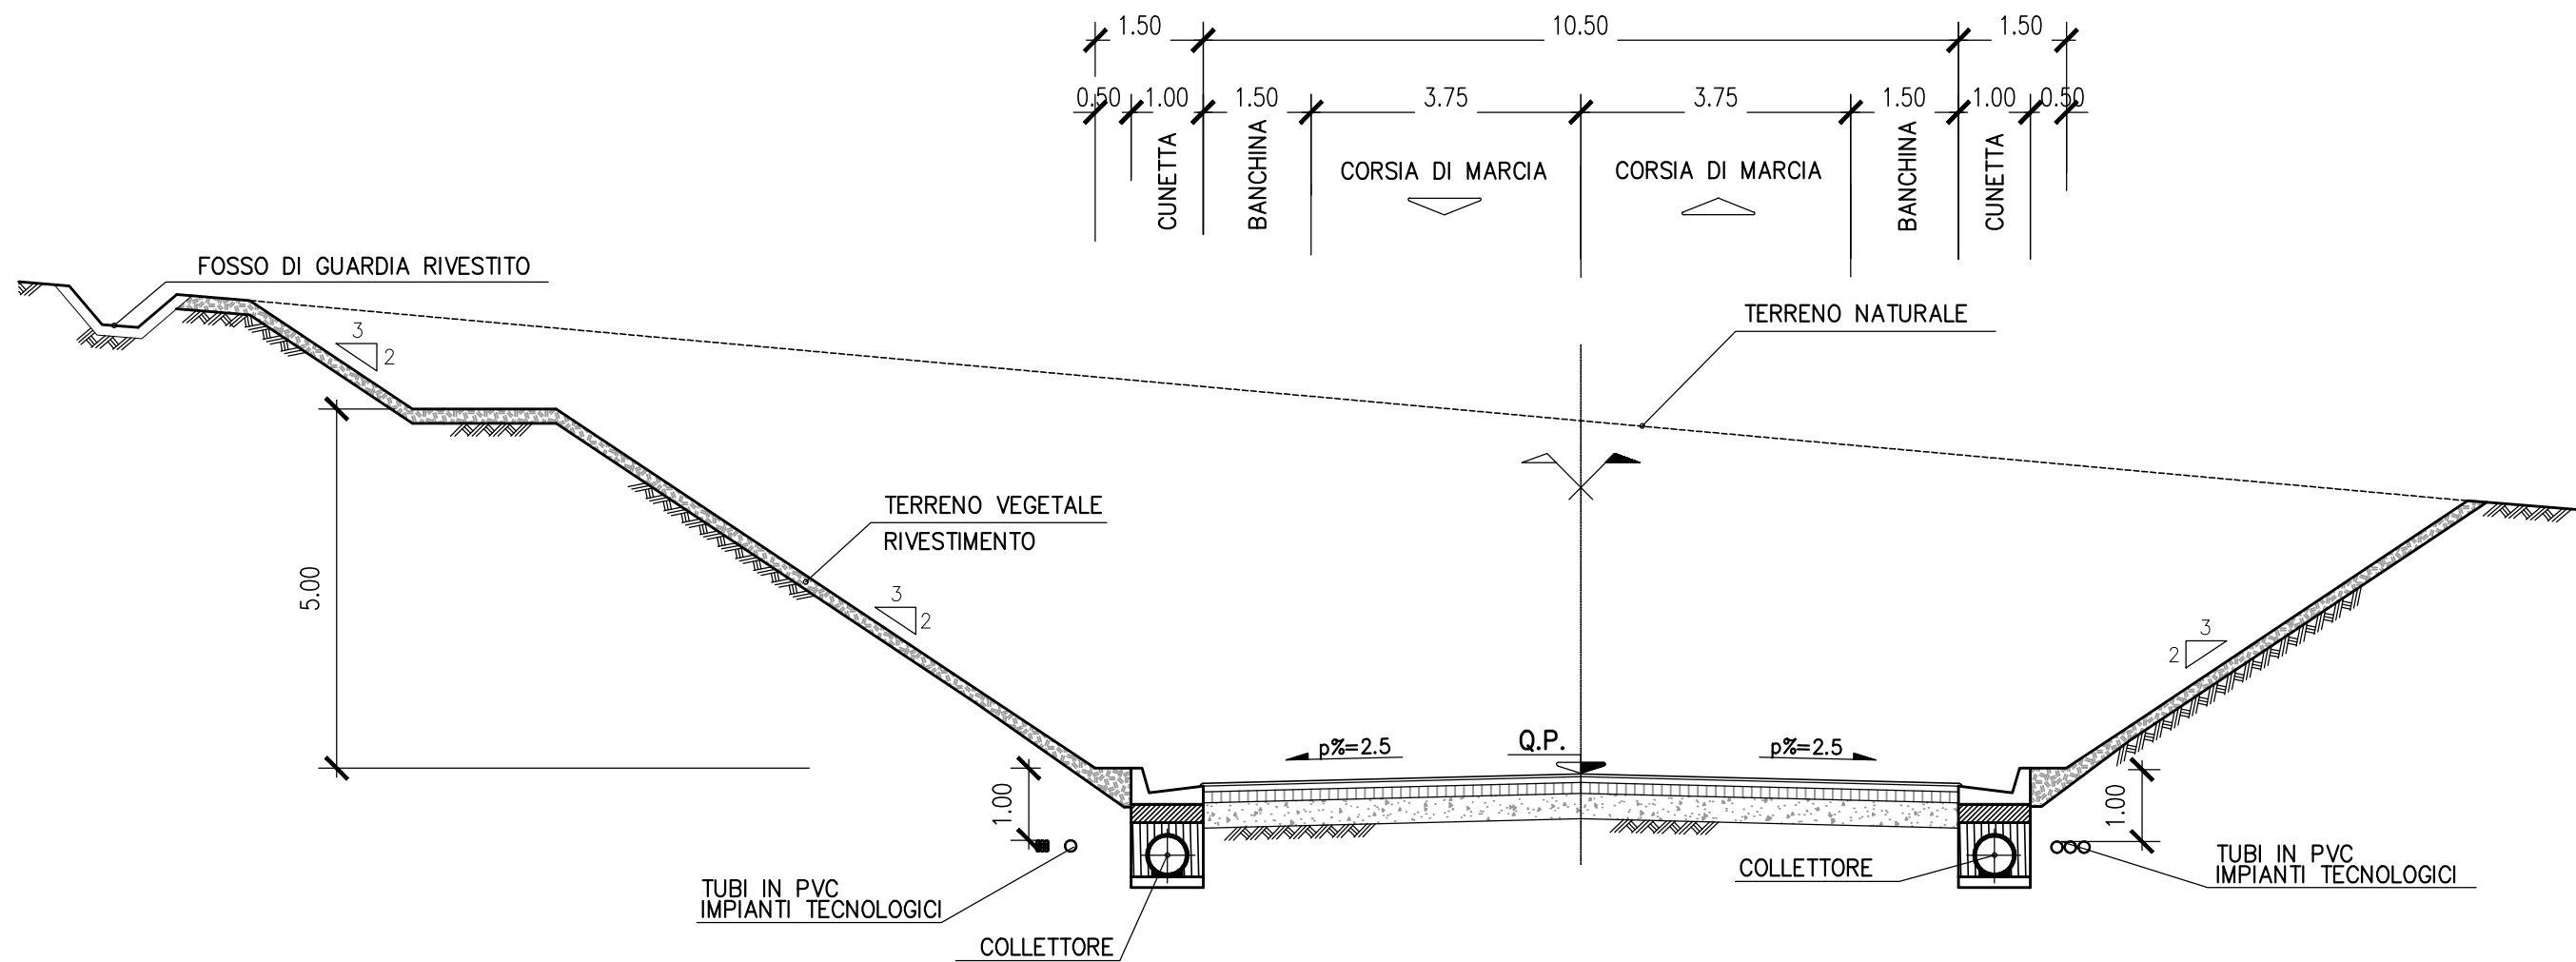 1.50 10.50 1.50
0.50 1.00 1.50 3.75 3.75 1.50 1.00 0.50
CUNETTA
BANCHINA
CORSIA DI MARCIA
CORSIA DI MARCIA
BANCHINA
CUNETTA
FOSSO DI GUARDIA RIVESTITO
TERRENO NATURALE
3
2
TERRENO VEGETALE
RIVESTIMENTO
5.00
3
2
3
2
p%=2.5
Q.P.
p%=2.5
1.00
1.00
TUBI IN PVC
IMPIANTI TECNOLOGICI
COLLETTORE
COLLETTORE
TUBI IN PVC
IMPIANTI TECNOLOGICI